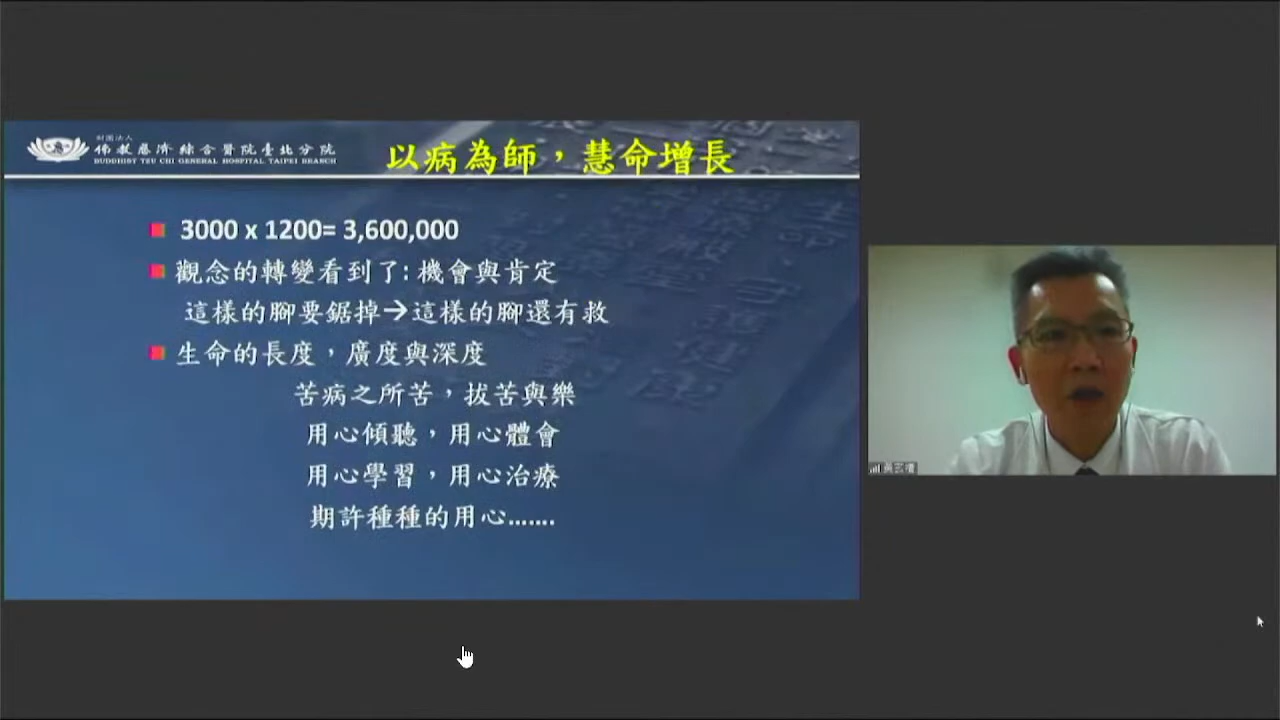 財團法人
佛教慈濟綜合醫院臺北分院
BUDDHIST TZU CHI GENERAL HOSPITAL TAIPEI BRANCH
以病為師，慧命增長
3000 x 1200= 3,600,000
觀念的轉變看到了: 機會與肯定
這樣的腳要鋸掉→這樣的腳還有救
生命的長度，廣度與深度
苦病之所苦，拔苦與樂
用心傾聽，用心體會
用心學習，用心治療
期許種種的用心.......